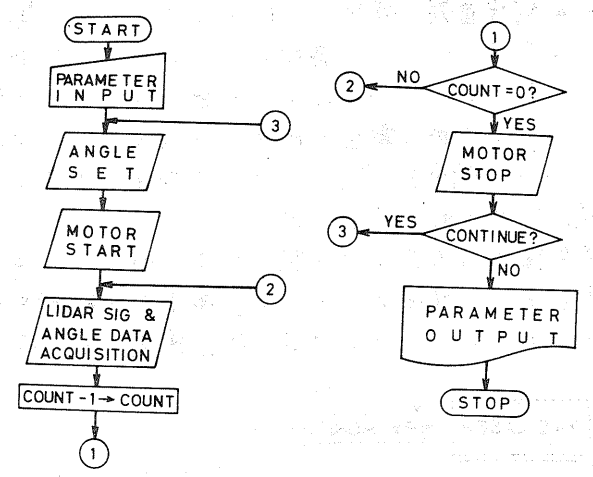 START
PARAMETER
INPUT
3
ANGLE
SET
MOTOR
START
2
LIDAR SIG &
ANGLE DATA
ACQUISITION
COUNT -1→ COUNT
1
1
NO
2
COUNT =0?
YES
MOTOR
STOP
YES
3
CONTINUE?
NO
PARAMETER
OUTPUT
STOP